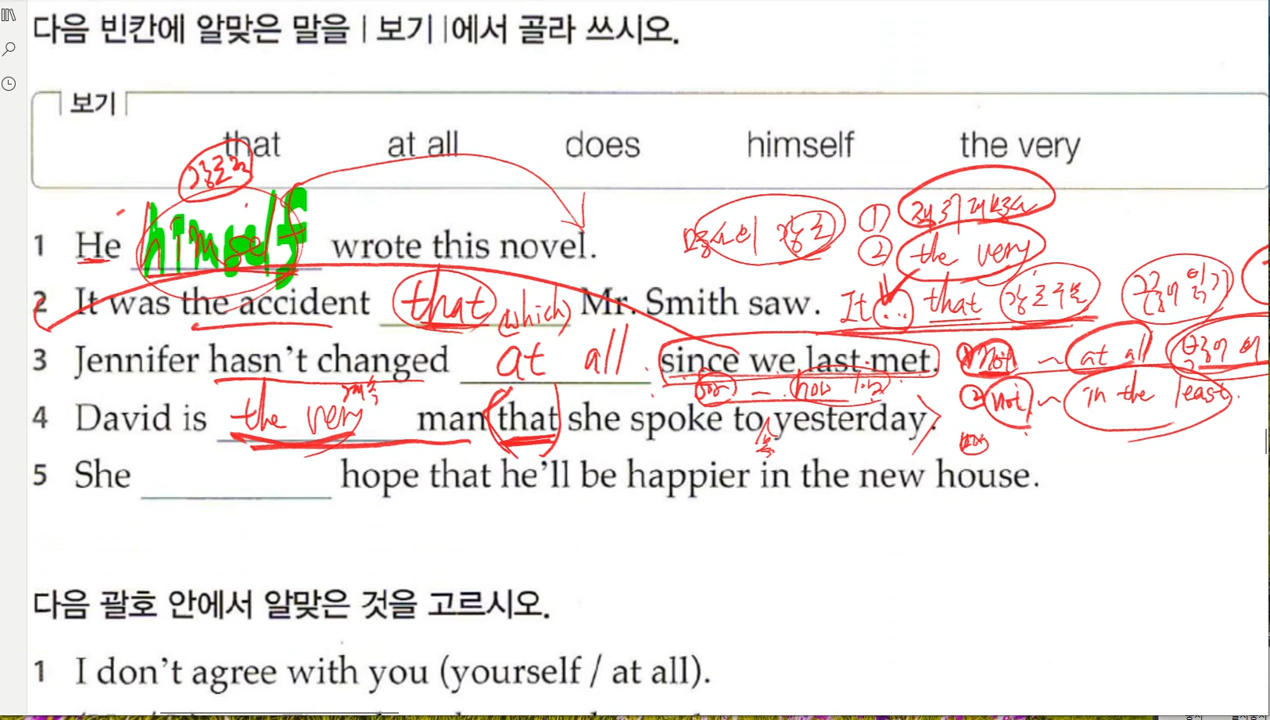 다음 빈칸에 알맞은 말을 |보기|에서 골라 쓰시오.
|보기|
that at all does himself the very
강조적
1 He himself wrote this novel.
명사의 강조 ① 재귀대명사
② the very
2 It was the accident that (which) Mr. Smith saw. It ... that 강조구문
3 Jennifer hasn't changed at all since we last met. ① not ~ at all
how long
4 David is the very man that she spoke to yesterday. ② not ~ in the least.
5 She hope that he'll be happier in the new house.
다음 괄호 안에서 알맞은 것을 고르시오.
1 I don't agree with you (yourself / at all).